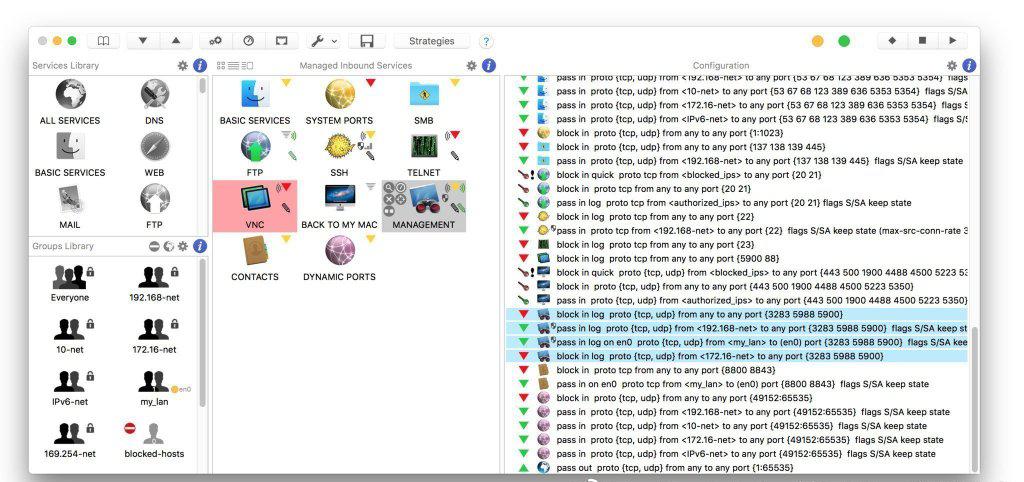 Strategies
?
Services Library
Managed Inbound Services
Configuration
ALL SERVICES
DNS
BASIC SERVICES
WEB
MAIL
FTP
Groups Library
Everyone
192.168-net
10-net
172.16-net
IPv6-net
my_lan
en0
169.254-net
blocked-hosts
BASIC SERVICES
SYSTEM PORTS
SMB
FTP
SSH
TELNET
VNC
BACK TO MY MAC
MANAGEMENT
CONTACTS
DYNAMIC PORTS
pass in proto {tcp, udp} from <192.168-net> to any port {53 67 68 123 389 636 5353 5354} flags
pass in proto {tcp, udp} from <10-net> to any port {53 67 68 123 389 636 5353 5354} flags S/SA
pass in proto {tcp, udp} from <172.16-net> to any port {53 67 68 123 389 636 5353 5354} flags S
pass in proto {tcp, udp} from <IPv6-net> to any port {53 67 68 123 389 636 5353 5354} flags S/S
block in proto {tcp, udp} from any to any port {1:1023}
block in proto {tcp, udp} from any to any port {137 138 139 445}
pass in proto {tcp, udp} from <192.168-net> to any port {137 138 139 445} flags S/SA keep state
block in quick proto tcp from <blocked_ips> to any port {20 21}
block in proto tcp from any to any port {20 21}
pass in log proto tcp from <authorized_ips> to any port {20 21} flags S/SA keep state
block in log proto tcp from any to any port {22}
pass in proto tcp from <192.168-net> to any port {22} flags S/SA keep state (max-src-conn-rate 3
block in log proto tcp from any to any port {23}
block in log proto tcp from any to any port {5900 88}
block in quick proto {tcp, udp} from <blocked_ips> to any port {443 500 1900 4488 4500 5223 53
block in proto {tcp, udp} from any to any port {443 500 1900 4488 4500 5223 5350}
pass in proto {tcp, udp} from <authorized_ips> to any port {443 500 1900 4488 4500 5223 5350}
block in log proto {tcp, udp} from any to any port {3283 5988 5900}
pass in log proto {tcp, udp} from <192.168-net> to any port {3283 5988 5900} flags S/SA keep st
pass in log on en0 proto {tcp, udp} from <my_lan> to (en0) port {3283 5988 5900} flags S/SA kee
block in log proto {tcp, udp} from <172.16-net> to any port {3283 5988 5900}
block in proto tcp from any to any port {8800 8843}
pass in on en0 proto tcp from <my_lan> to (en0) port {8800 8843} flags S/SA keep state
block in proto {tcp, udp} from any to any port {49152:65535}
pass in proto {tcp, udp} from <192.168-net> to any port {49152:65535} flags S/SA keep state
pass in proto {tcp, udp} from <10-net> to any port {49152:65535} flags S/SA keep state
pass in proto {tcp, udp} from <172.16-net> to any port {49152:65535} flags S/SA keep state
pass in proto {tcp, udp} from <IPv6-net> to any port {49152:65535} flags S/SA keep state
pass out proto {tcp, udp} from any to any port {1:65535}